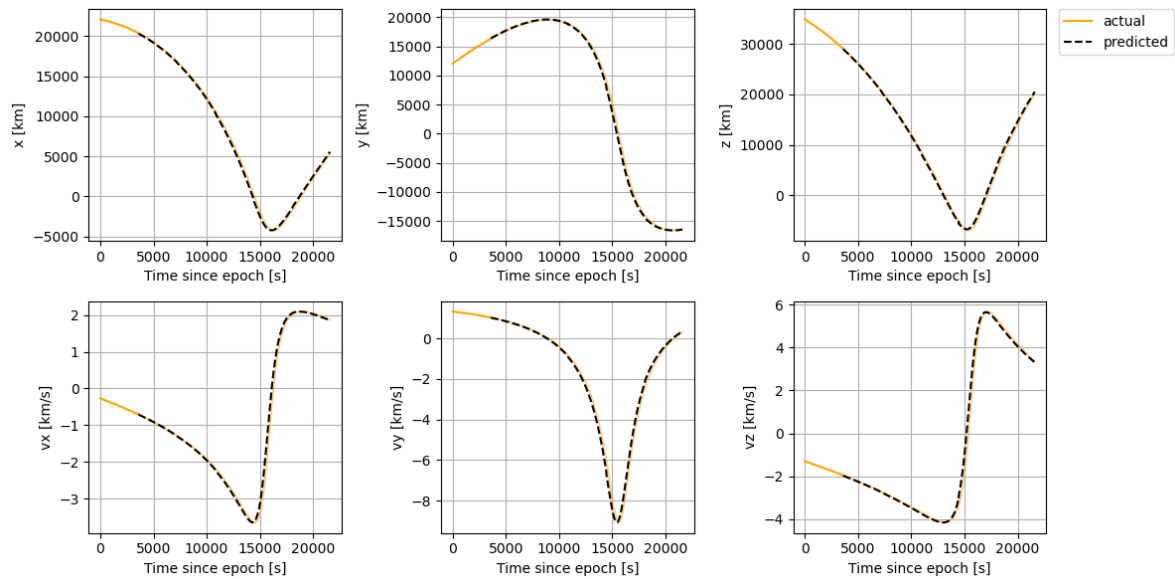 20000
15000
10000
5000
0
−5000
x [km]
0 5000 10000 15000 20000
Time since epoch [s]
20000
15000
10000
5000
0
−5000
−10000
−15000
y [km]
0 5000 10000 15000 20000
Time since epoch [s]
30000
20000
10000
0
z [km]
0 5000 10000 15000 20000
Time since epoch [s]
actual
predicted
2
1
0
−1
−2
−3
vx [km/s]
0 5000 10000 15000 20000
Time since epoch [s]
0
−2
−4
−6
−8
vy [km/s]
0 5000 10000 15000 20000
Time since epoch [s]
6
4
2
0
−2
−4
vz [km/s]
0 5000 10000 15000 20000
Time since epoch [s]